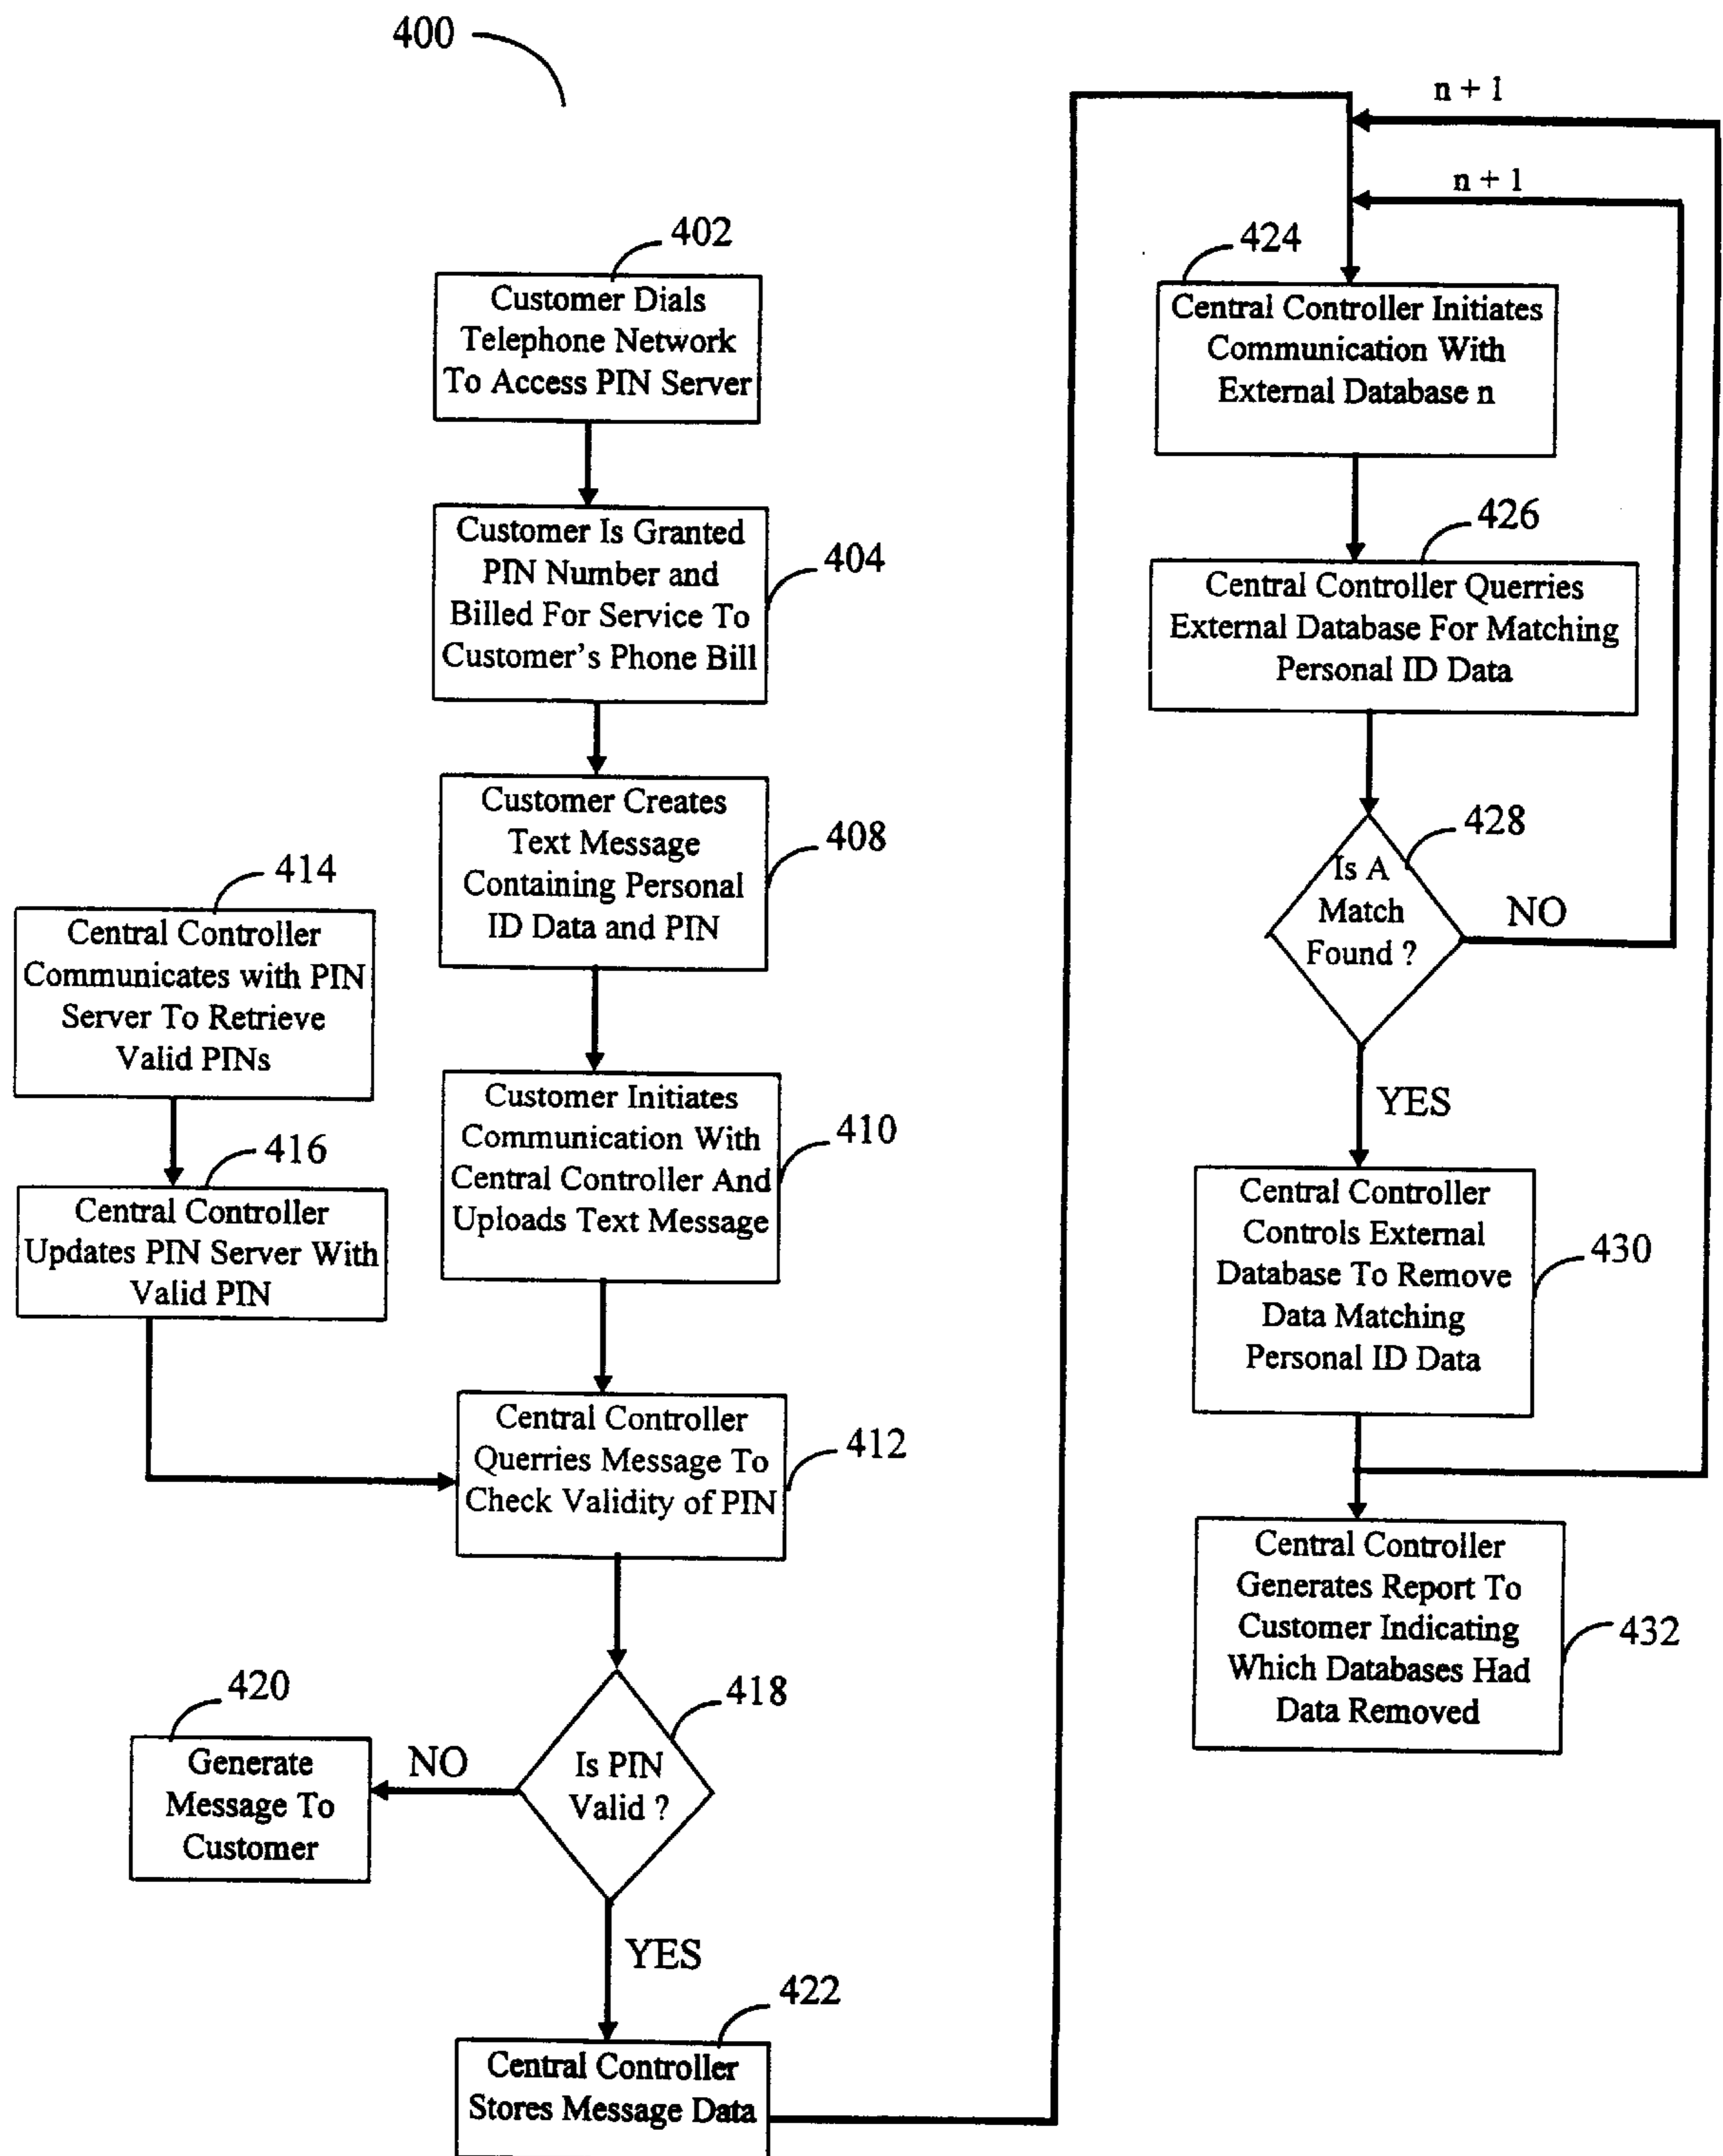 400
402
Customer Dials
Telephone Network
To Access PIN Server
404
Customer Is Granted
PIN Number and
Billed For Service To
Customer's Phone Bill
408
Customer Creates
Text Message
Containing Personal
ID Data and PIN
414
Central Controller
Communicates with PIN
Server To Retrieve
Valid PINs
416
Central Controller
Updates PIN Server With
Valid PIN
410
Customer Initiates
Communication With
Central Controller And
Uploads Text Message
412
Central Controller
Querries Message To
Check Validity of PIN
418
Is PIN
Valid ?
NO
420
Generate
Message To
Customer
YES
422
Central Controller
Stores Message Data
n + 1
n + 1
424
Central Controller Initiates
Communication With
External Database n
426
Central Controller Querries
External Database For Matching
Personal ID Data
428
Is A
Match
Found ?
NO
YES
430
Central Controller
Controls External
Database To Remove
Data Matching
Personal ID Data
432
Central Controller
Generates Report To
Customer Indicating
Which Databases Had
Data Removed